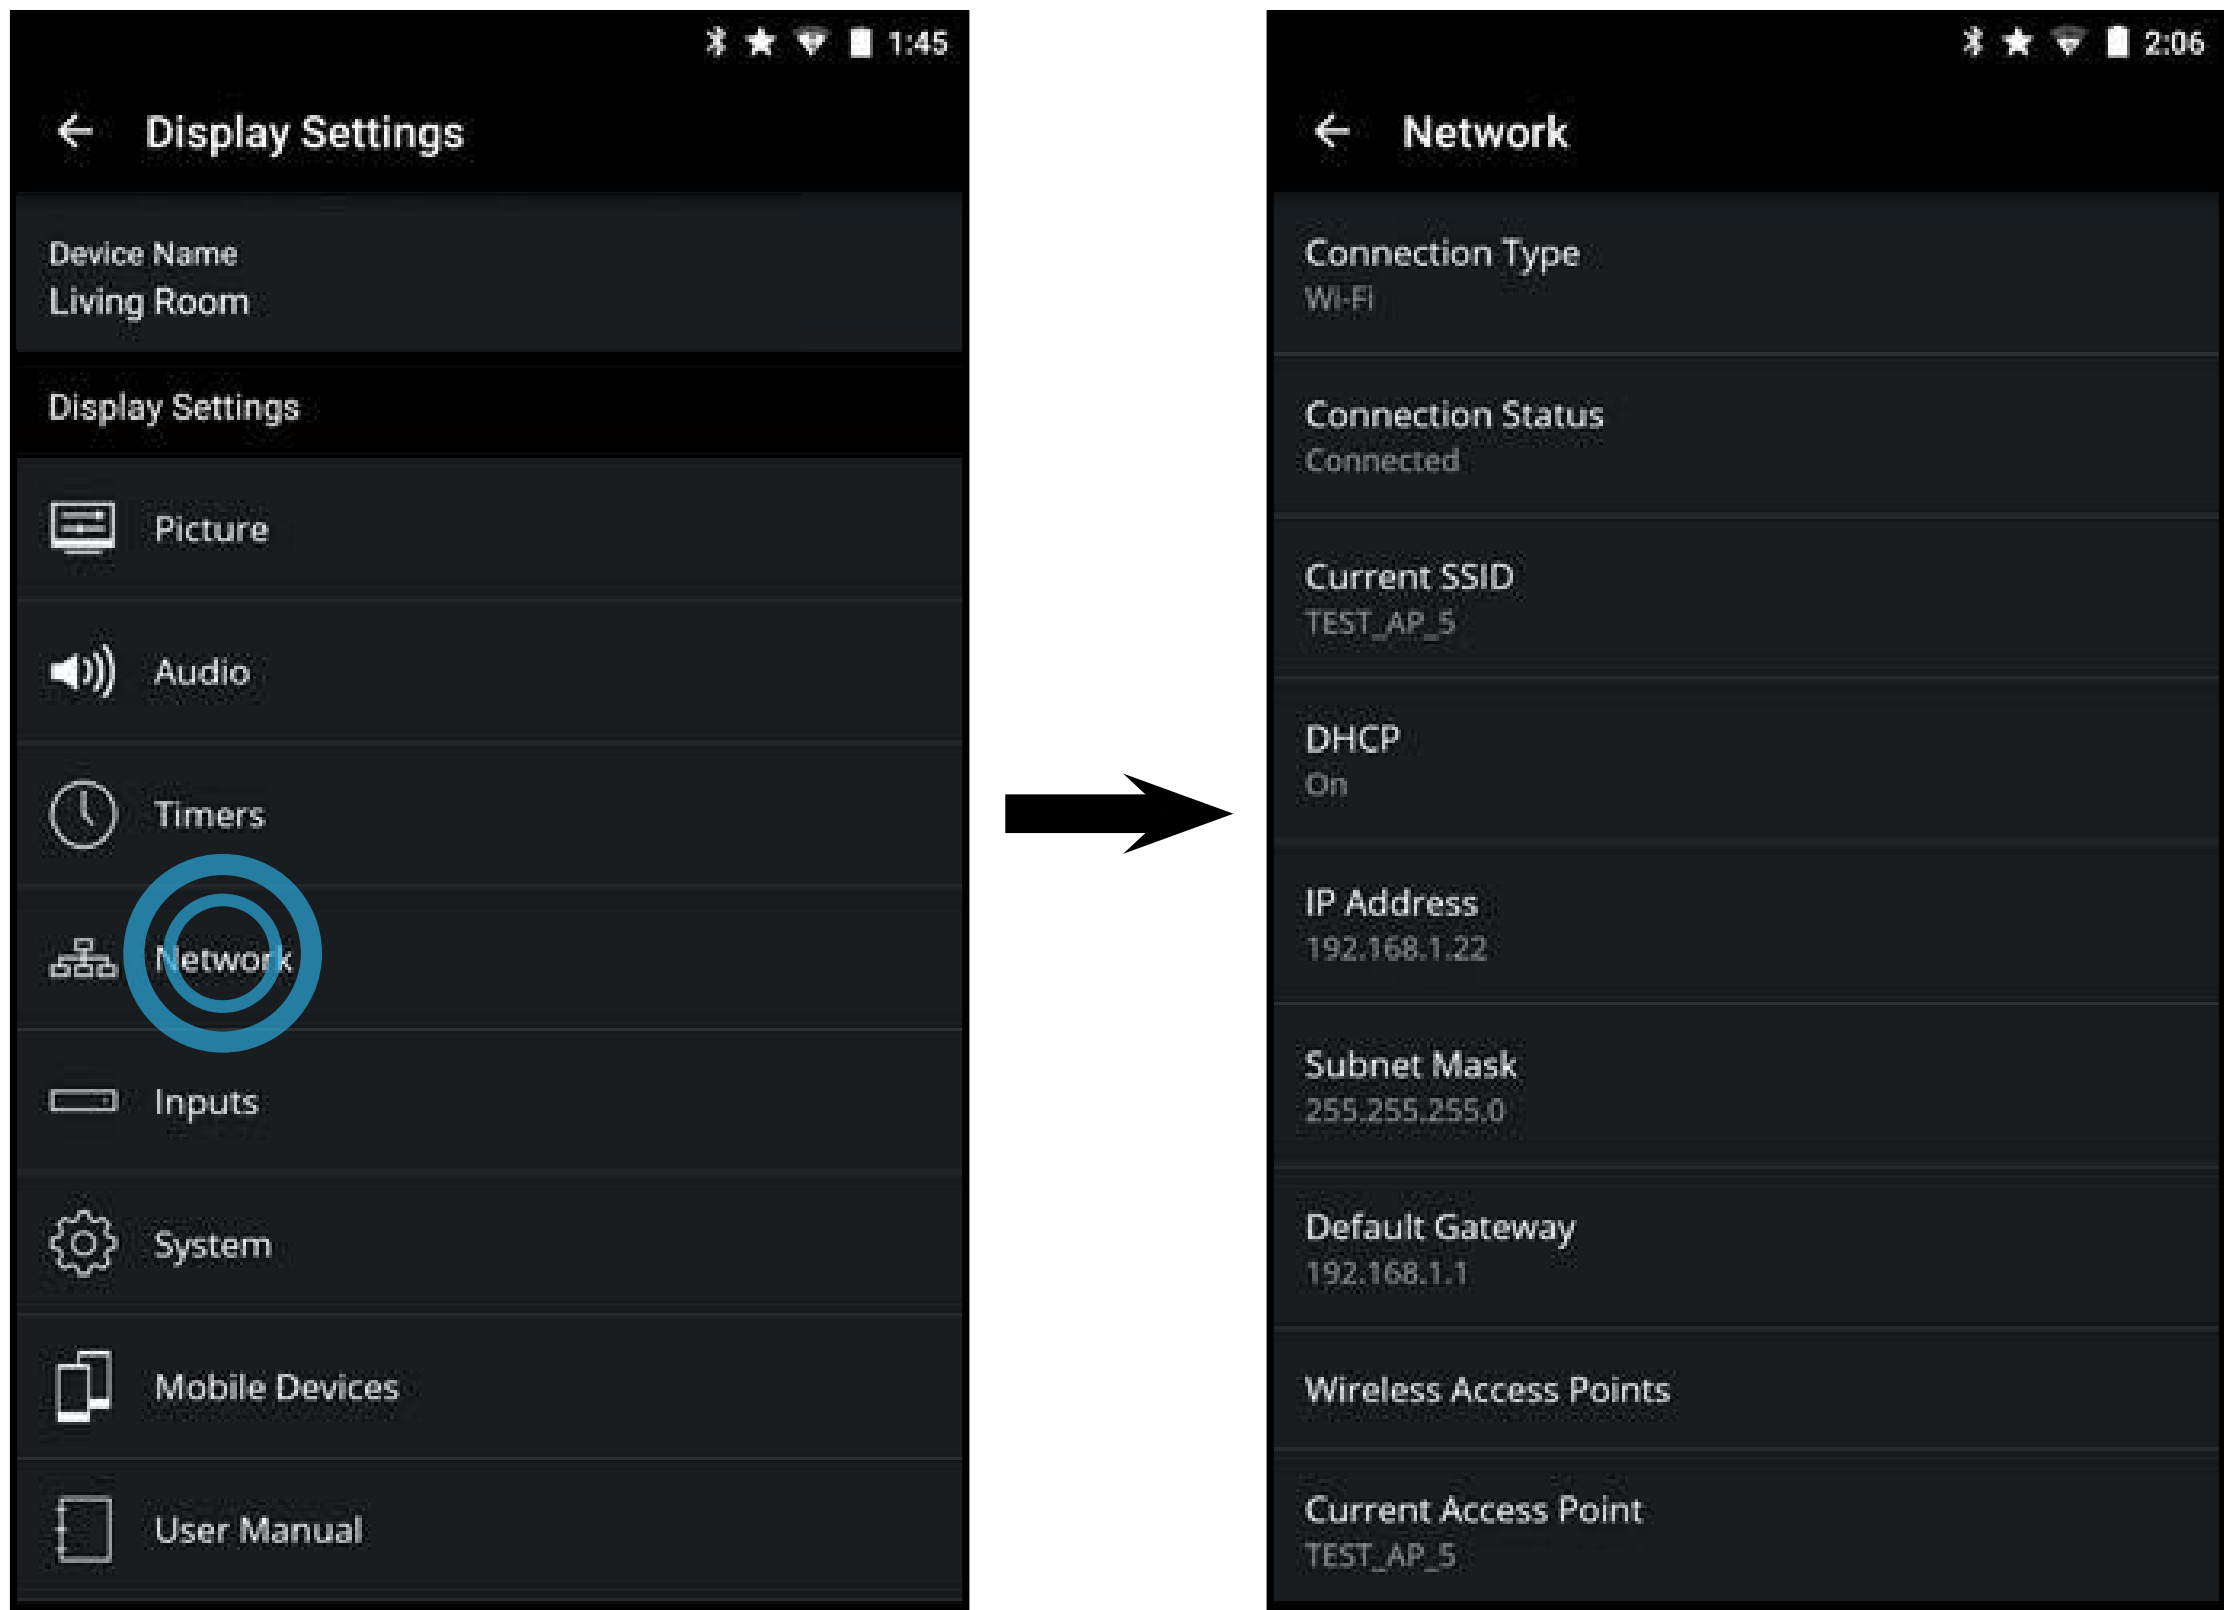 1:45
Display Settings
Device Name
Living Room
Display Settings
Picture
Audio
Timers
Network
Inputs
System
Mobile Devices
User Manual
2:06
Network
Connection Type
Wi-Fi
Connection Status
Connected
Current SSID
TEST_AP_5
DHCP
On
IP Address
192.168.1.22
Subnet Mask
255.255.255.0
Default Gateway
192.168.1.1
Wireless Access Points
Current Access Point
TEST_AP_5